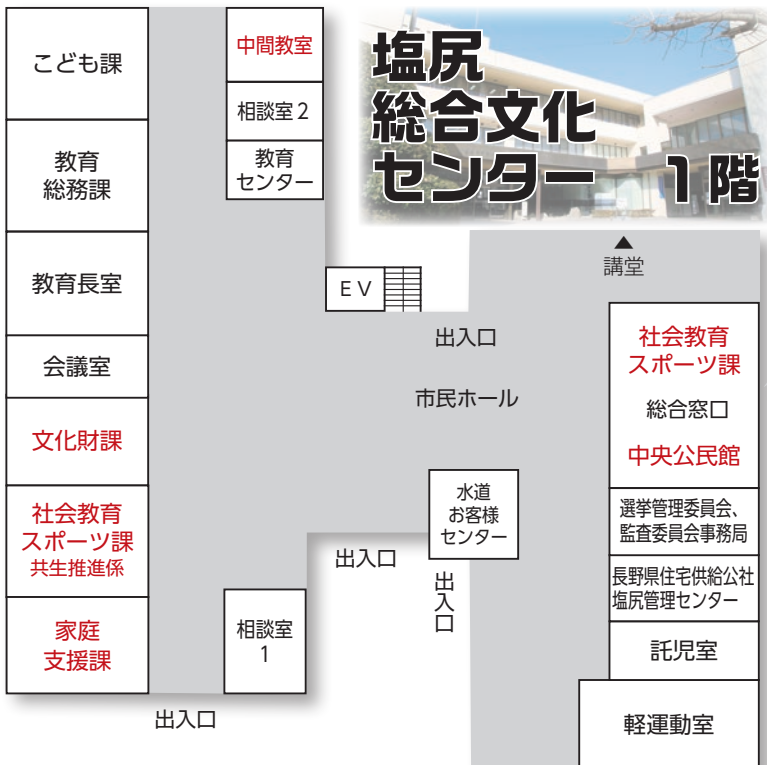 塩尻
総合文化
センター　1階
こども課
教育
総務課
教育長室
会議室
文化財課
社会教育
スポーツ課
共生推進係
家庭
支援課
中間教室
相談室2
教育
センター
EV
出入口
市民ホール
水道
お客様
センター
出入口
出入口
相談室
1
出入口
▲
講堂
社会教育
スポーツ課
総合窓口
中央公民館
選挙管理委員会、
監査委員会事務局
長野県住宅供給公社
塩尻管理センター
託児室
軽運動室